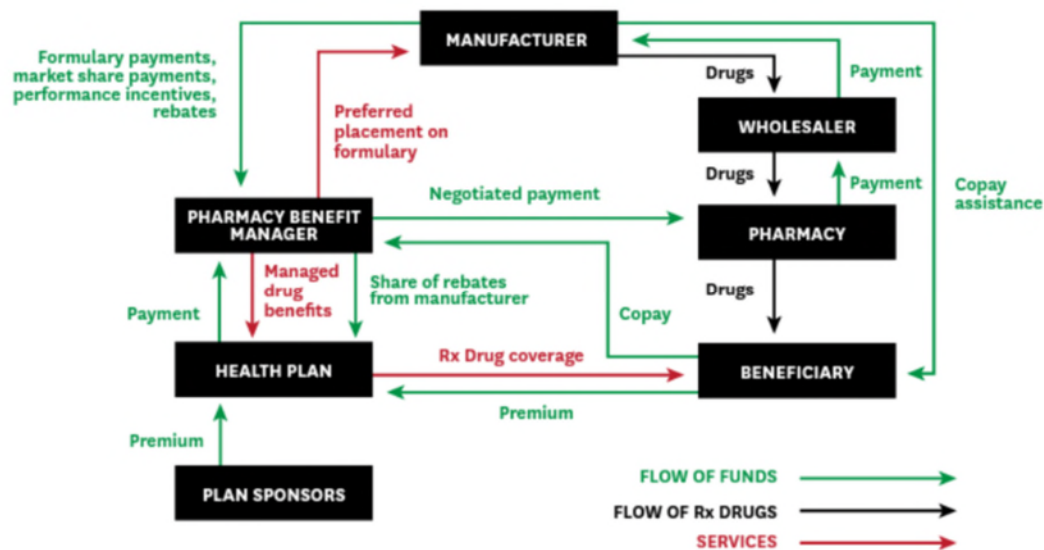 MANUFACTURER
Formulary payments,
market share payments,
performance incentives,
rebates
Preferred
placement on
formulary
Drugs
Payment
WHOLESALER
Drugs
Payment
Copay
assistance
Negotiated payment
PHARMACY BENEFIT
MANAGER
PHARMACY
Managed
drug
benefits
Share of rebates
from manufacturer
Drugs
Payment
Copay
HEALTH PLAN
Rx Drug coverage
BENEFICIARY
Premium
Premium
PLAN SPONSORS
FLOW OF FUNDS
FLOW OF Rx DRUGS
SERVICES